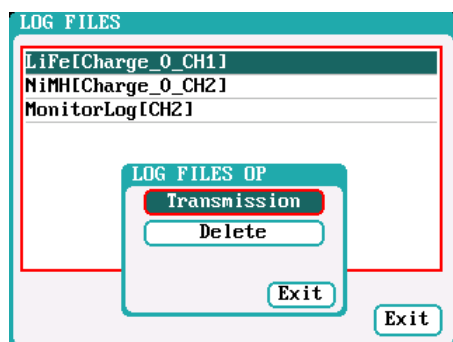 LOG FILES
LiFe[Charge_0_CH1]
NiMH[Charge_0_CH2]
MonitorLog[CH2]
LOG FILES OP
Transmission
Delete
Exit
Exit